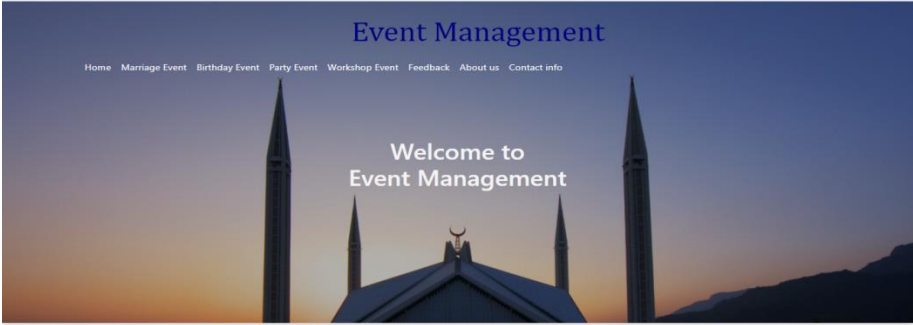 Event Management
Home Marriage Event Birthday Event Party Event Workshop Event Feedback About us Contact info
Welcome to
Event Management